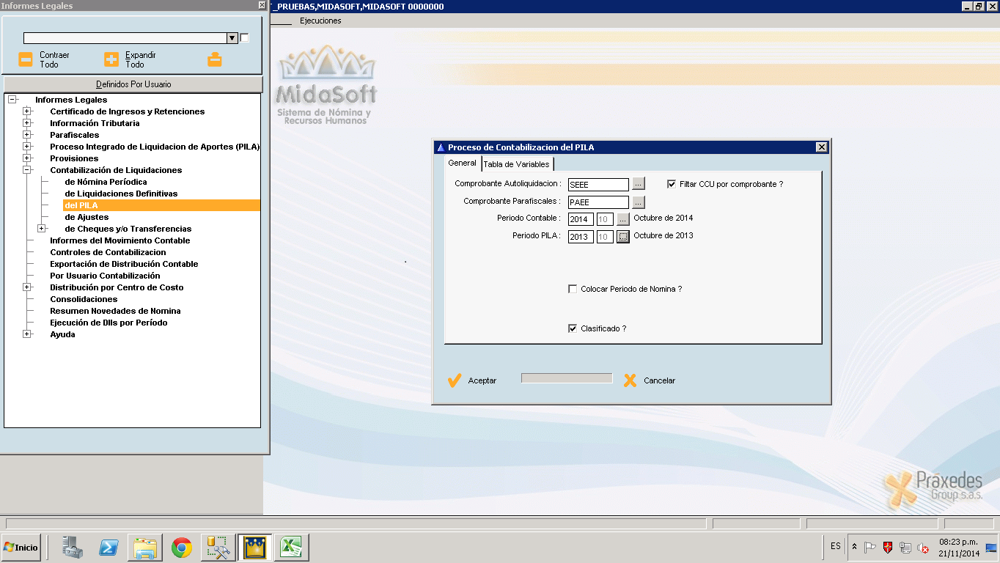 Informes Legales
_PRUEBAS,MIDASOFT,MIDASOFT 0000000
Ejecuciones
Contraer
Todo
Expandir
Todo
Definidos Por Usuario
Informes Legales
Certificado de Ingresos y Retenciones
Información Tributaria
Parafiscales
Proceso Integrado de Liquidacion de Aportes (PILA)
Provisiones
Contabilización de Liquidaciones
de Nómina Períodica
de Liquidaciones Definitivas
del PILA
de Ajustes
de Cheques y/o Transferencias
Informes del Movimiento Contable
Controles de Contabilizacion
Exportación de Distribución Contable
Por Usuario Contabilización
Distribución por Centro de Costo
Consolidaciones
Resumen Novedades de Nomina
Ejecución de Dlls por Período
Ayuda
MidaSoft
Sistema de Nómina y
Recursos Humanos
Proceso de Contabilizacion del PILA
General
Tabla de Variables
Comprobante Autoliquidacion : SEEE ... Filtar CCU por comprobante ?
Comprobante Parafiscales : PAEE ...
Periodo Contable : 2014 10 ... Octubre de 2014
Periodo PILA : 2013 10 ... Octubre de 2013
Colocar Periodo de Nomina ?
Clasificado ?
Aceptar
Cancelar
Práxedes
Group s.a.s.
Inicio
ES
08:23 p.m.
21/11/2014